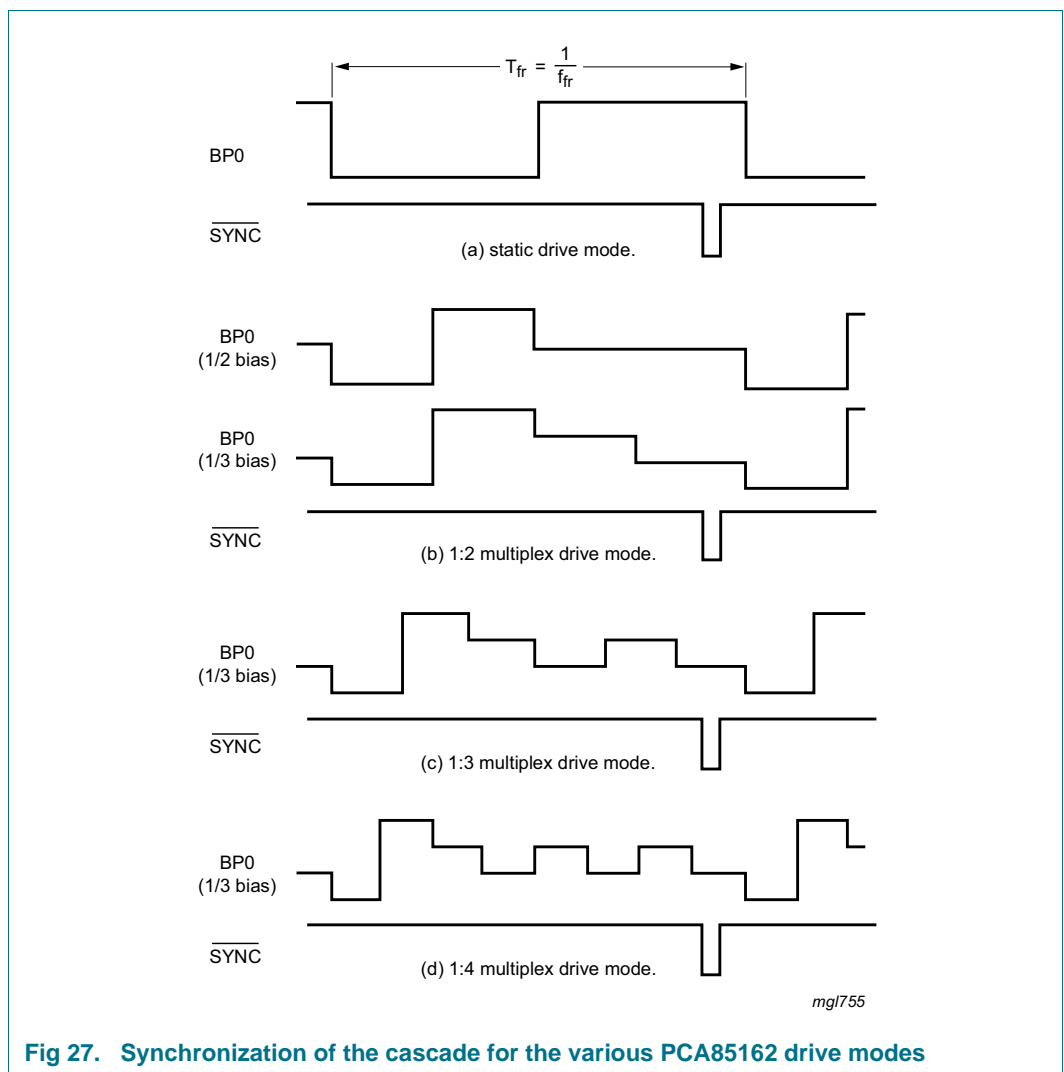 T_fr = 1/f_fr
BP0
SYNC
(a) static drive mode.
BP0
(1/2 bias)
BP0
(1/3 bias)
SYNC
(b) 1:2 multiplex drive mode.
BP0
(1/3 bias)
SYNC
(c) 1:3 multiplex drive mode.
BP0
(1/3 bias)
SYNC
(d) 1:4 multiplex drive mode.
mgl755
Fig 27. Synchronization of the cascade for the various PCA85162 drive modes